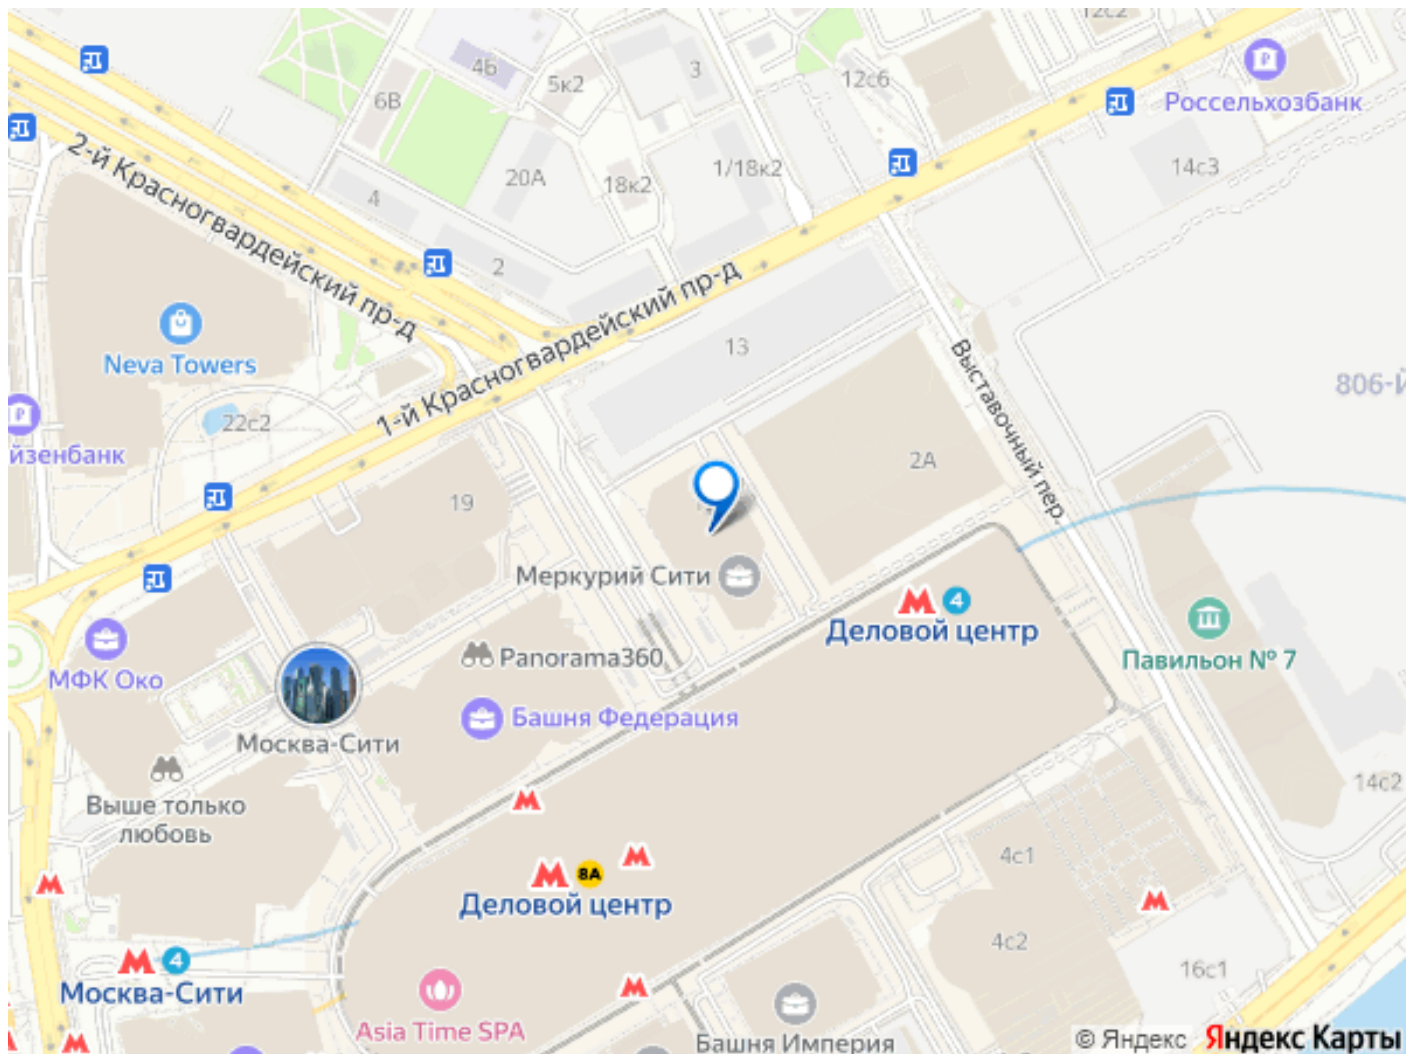 12с2
4Б
3
5к2
12с6
6В
Россельхозбанк
2-й Красногвардейский пр-д
20А
18к2
1/18к2
14с3
4
2
1-й Красногвардейский пр-д
13
Выставочный пер.
Neva Towers
806-Й
22с2
йзенбанк
19
2А
Меркурий Сити
4
Деловой центр
Павильон № 7
МФК Око
Panorama360
Башня Федерация
Москва-Сити
Выше только
любовь
14с2
4с1
8А
Деловой центр
4с2
4
Москва-Сити
16с1
Asia Time SPA
Башня Империя
© Яндекс Яндекс Карты